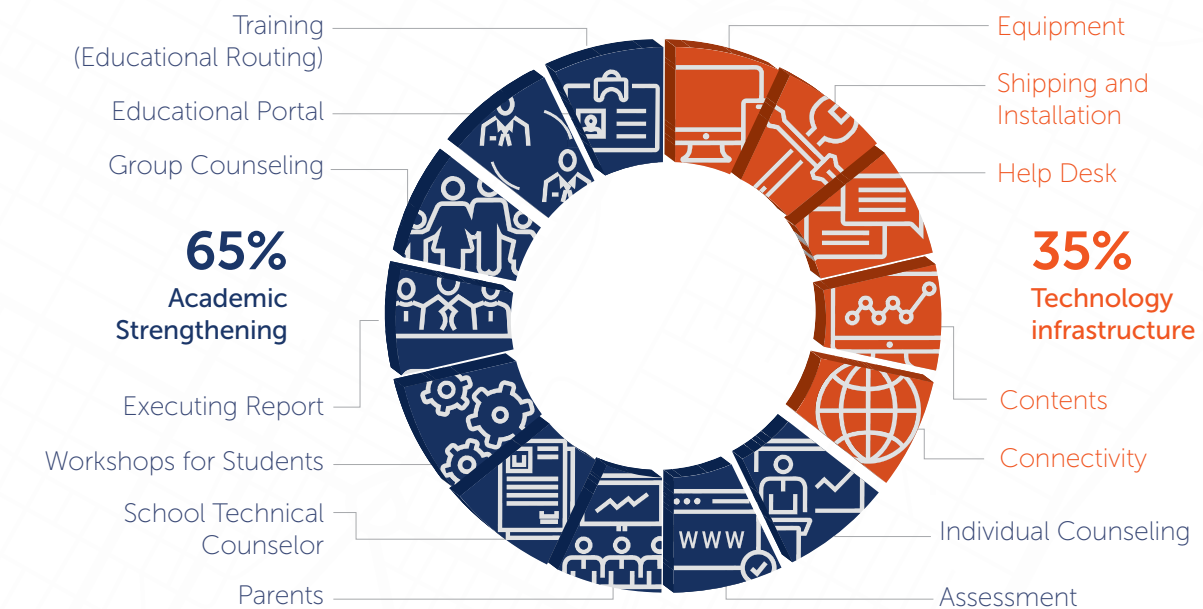 Training
(Educational Routing)
Educational Portal
Group Counseling
65%
Academic
Strengthening
Executing Report
Workshops for Students
School Technical
Counselor
Parents
Equipment
Shipping and
Installation
Help Desk
35%
Technology
infrastructure
Contents
Connectivity
Individual Counseling
Assessment
WWW